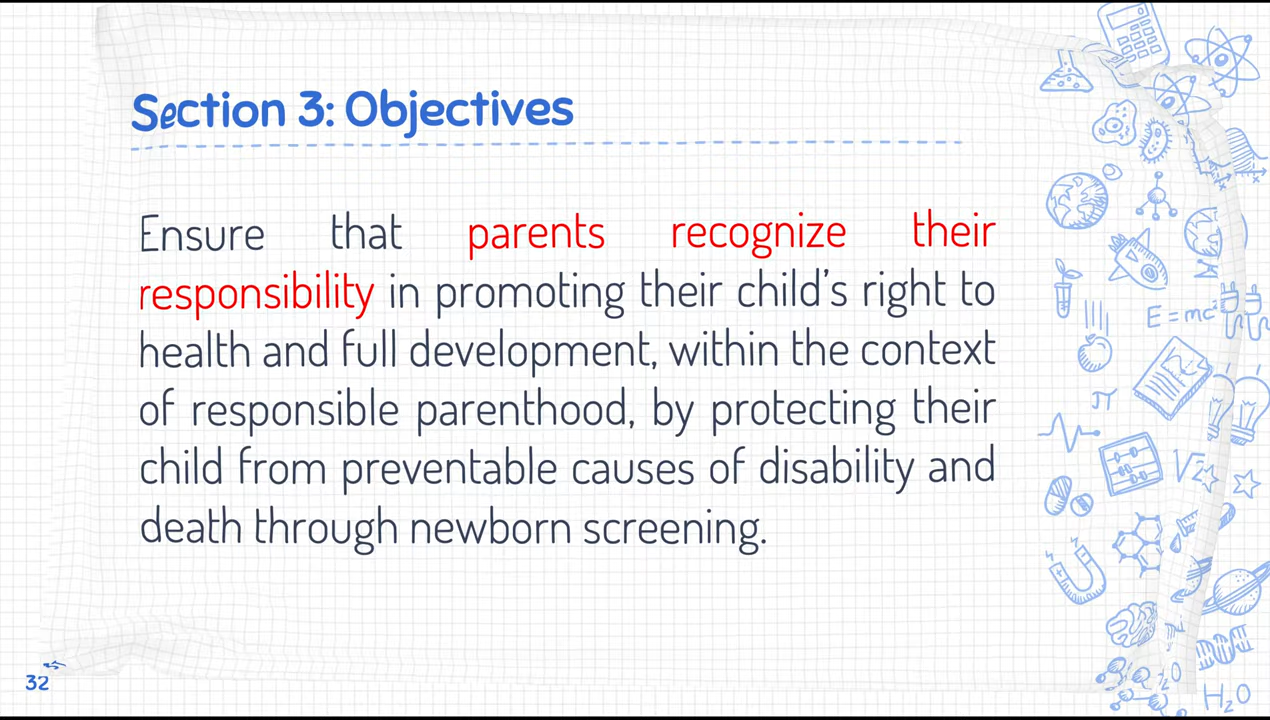 Section 3: Objectives
Ensure that parents recognize their
responsibility in promoting their child's right to
health and full development, within the context
of responsible parenthood, by protecting their
child from preventable causes of disability and
death through newborn screening.
E = mc²
π
H₂O
32